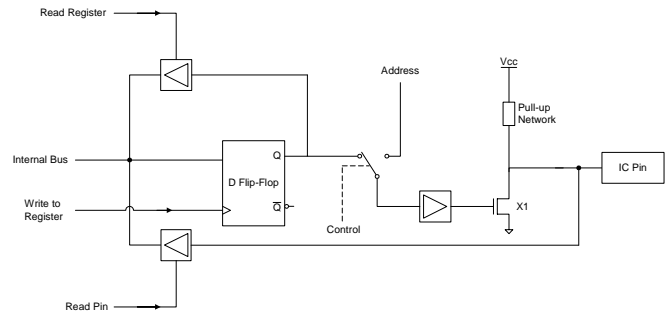 Read Register
Address
Vcc
Pull-up
Network
Internal Bus
Q
D Flip-Flop
IC Pin
Write to
Register
Q
X1
Control
Read Pin